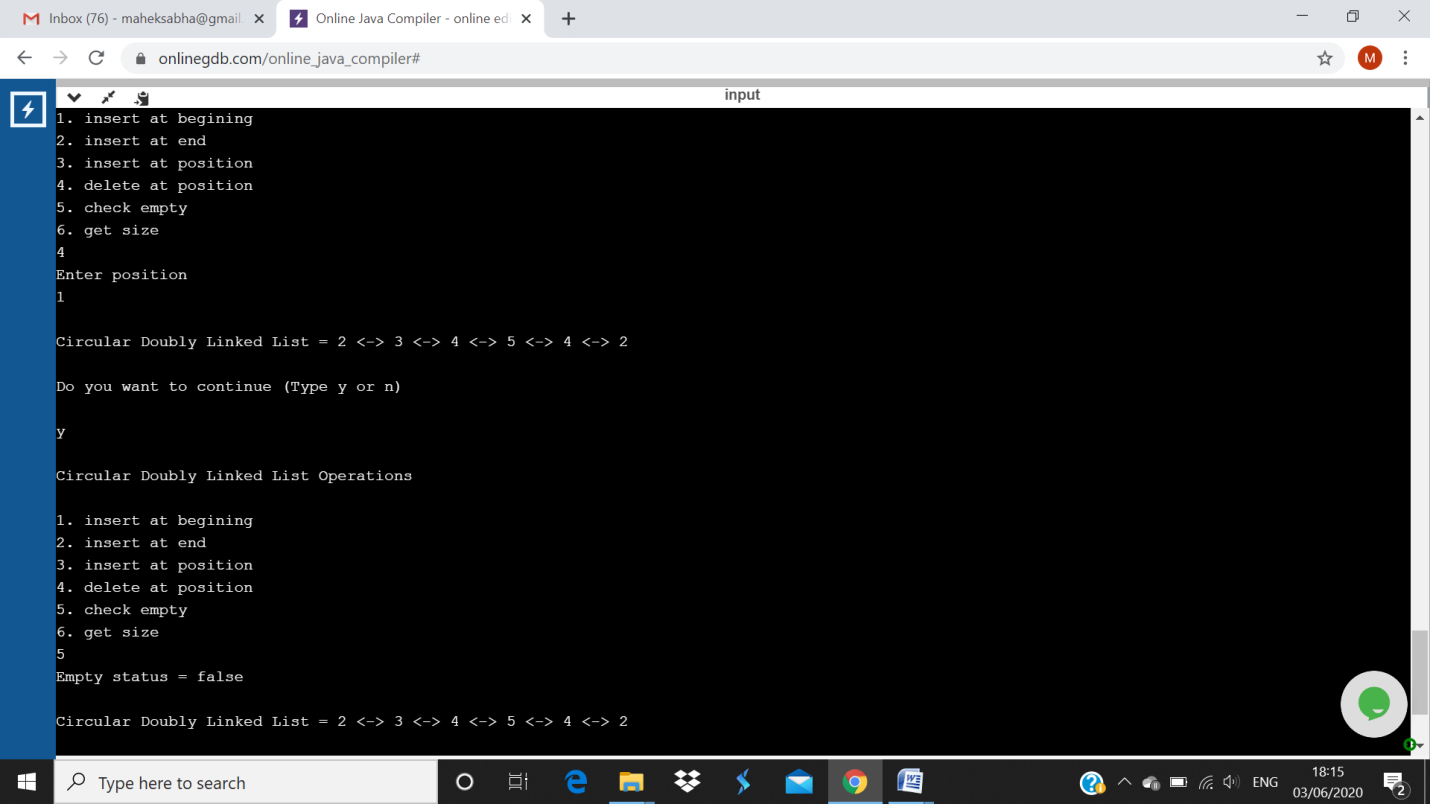 Inbox (76) - maheksabha@gmail.
Online Java Compiler - online edi
onlinegdb.com/online_java_compiler#
M
input
1. insert at begining
2. insert at end
3. insert at position
4. delete at position
5. check empty
6. get size
4
Enter position
1
Circular Doubly Linked List = 2 <-> 3 <-> 4 <-> 5 <-> 4 <-> 2
Do you want to continue (Type y or n)
y
Circular Doubly Linked List Operations
1. insert at begining
2. insert at end
3. insert at position
4. delete at position
5. check empty
6. get size
5
Empty status = false
Circular Doubly Linked List = 2 <-> 3 <-> 4 <-> 5 <-> 4 <-> 2
Type here to search
ENG
18:15
03/06/2020
2